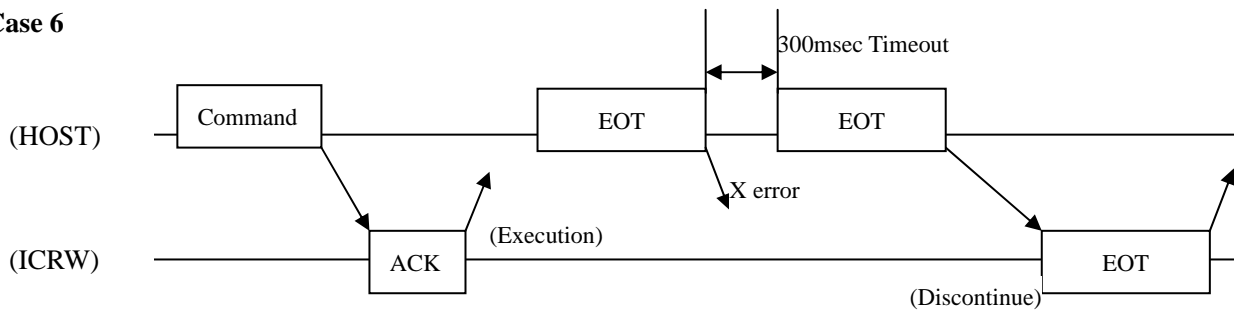 Case 6
300msec Timeout
Command
EOT
EOT
(HOST)
X error
(Execution)
(ICRW)
ACK
EOT
(Discontinue)